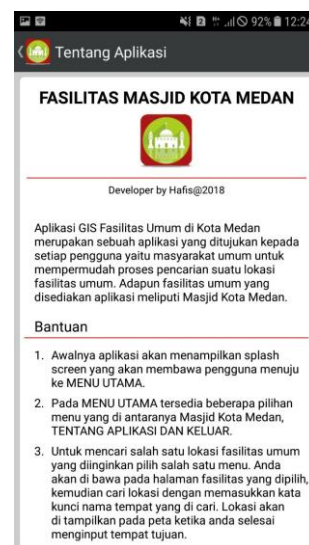 92% 12:24
Tentang Aplikasi
FASILITAS MASJID KOTA MEDAN
Developer by Hafis@2018
Aplikasi GIS Fasilitas Umum di Kota Medan
merupakan sebuah aplikasi yang ditujukan kepada
setiap pengguna yaitu masyarakat umum untuk
mempermudah proses pencarian suatu lokasi
fasilitas umum. Adapun fasilitas umum yang
disediakan aplikasi meliputi Masjid Kota Medan.
Bantuan
1. Awalnya aplikasi akan menampilkan splash
screen yang akan membawa pengguna menuju
ke MENU UTAMA.
2. Pada MENU UTAMA tersedia beberapa pilihan
menu yang di antaranya Masjid Kota Medan,
TENTANG APLIKASI DAN KELUAR.
3. Untuk mencari salah satu lokasi fasilitas umum
yang diinginkan pilih salah satu menu. Anda
akan di bawa pada halaman fasilitas yang dipilih,
kemudian cari lokasi dengan memasukkan kata
kunci nama tempat yang di cari. Lokasi akan
di tampilkan pada peta ketika anda selesai
menginput tempat tujuan.